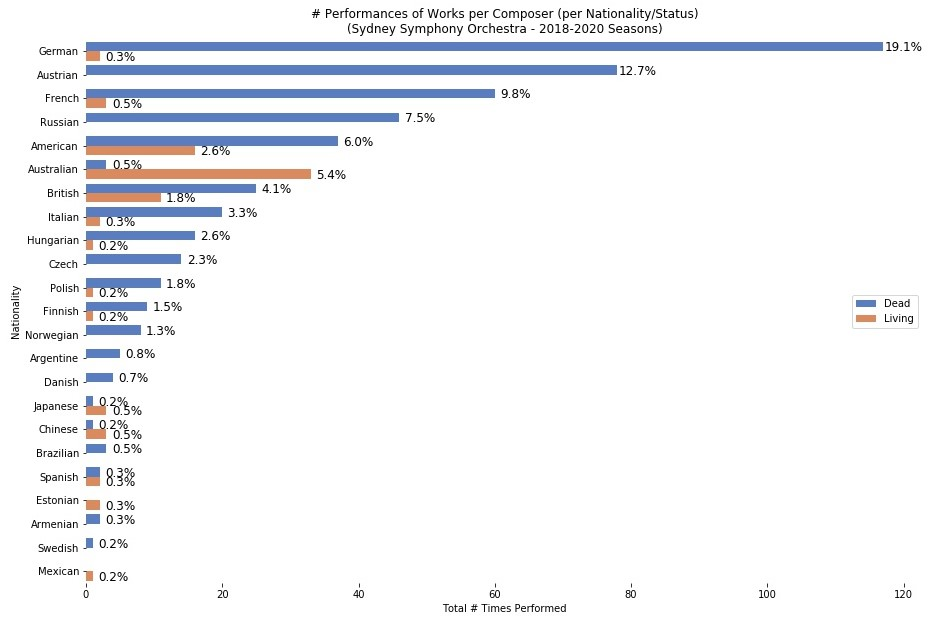 # Performances of Works per Composer (per Nationality/Status)
(Sydney Symphony Orchestra - 2018-2020 Seasons)
Nationality
German 19.1%
0.3%
Austrian 12.7%
French 9.8%
0.5%
Russian 7.5%
American 6.0%
2.6%
Australian 0.5%
5.4%
British 4.1%
1.8%
Italian 3.3%
0.3%
Hungarian 2.6%
0.2%
Czech 2.3%
Polish 1.8%
0.2%
Finnish 1.5%
0.2%
Norwegian 1.3%
Argentine 0.8%
Danish 0.7%
Japanese 0.2%
0.5%
Chinese 0.2%
0.5%
Brazilian 0.5%
Spanish 0.3%
0.3%
Estonian 0.3%
Armenian 0.3%
Swedish 0.2%
Mexican 0.2%
Dead
Living
0 20 40 60 80 100 120
Total # Times Performed